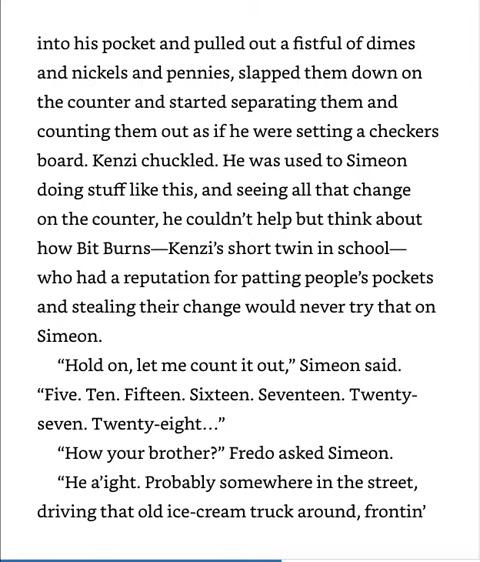 into his pocket and pulled out a fistful of dimes
and nickels and pennies, slapped them down on
the counter and started separating them and
counting them out as if he were setting a checkers
board. Kenzi chuckled. He was used to Simeon
doing stuff like this, and seeing all that change
on the counter, he couldn’t help but think about
how Bit Burns—Kenzi’s short twin in school—
who had a reputation for patting people’s pockets
and stealing their change would never try that on
Simeon.
“Hold on, let me count it out,” Simeon said.
“Five. Ten. Fifteen. Sixteen. Seventeen. Twenty-
seven. Twenty-eight…”
“How your brother?” Fredo asked Simeon.
“He a’ight. Probably somewhere in the street,
driving that old ice-cream truck around, frontin’